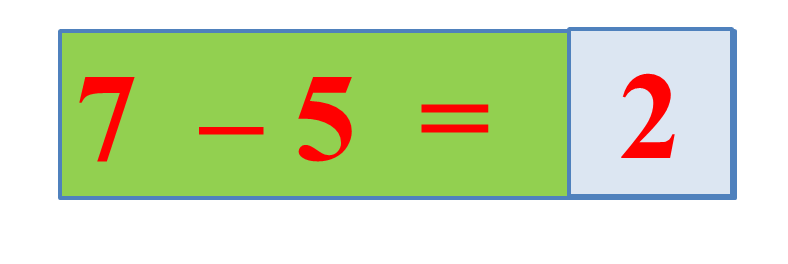 7 – 5 = 2